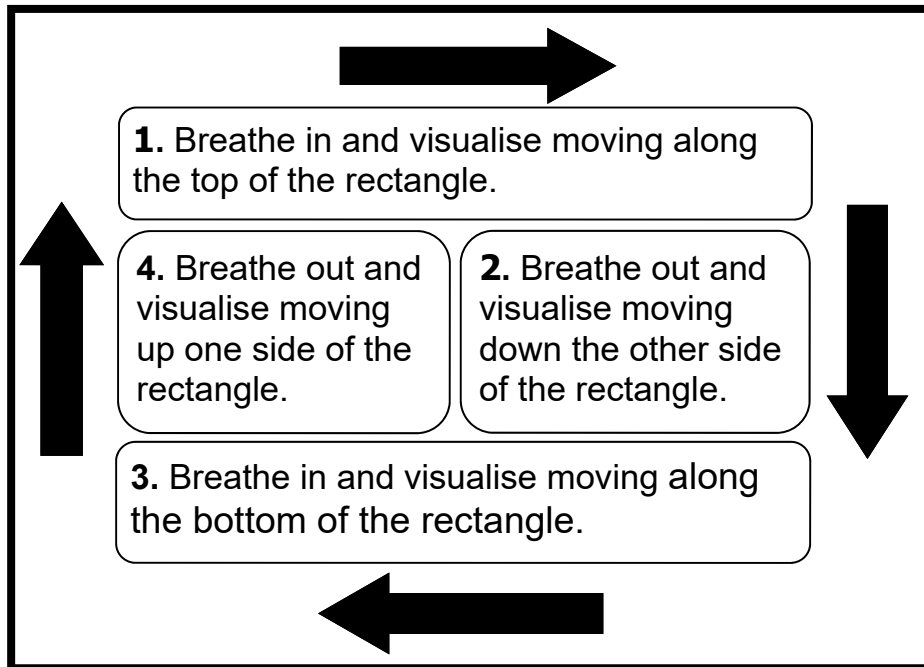 1. Breathe in and visualise moving along
the top of the rectangle.
4. Breathe out and
visualise moving
up one side of the
rectangle.
2. Breathe out and
visualise moving
down the other side
of the rectangle.
3. Breathe in and visualise moving along
the bottom of the rectangle.